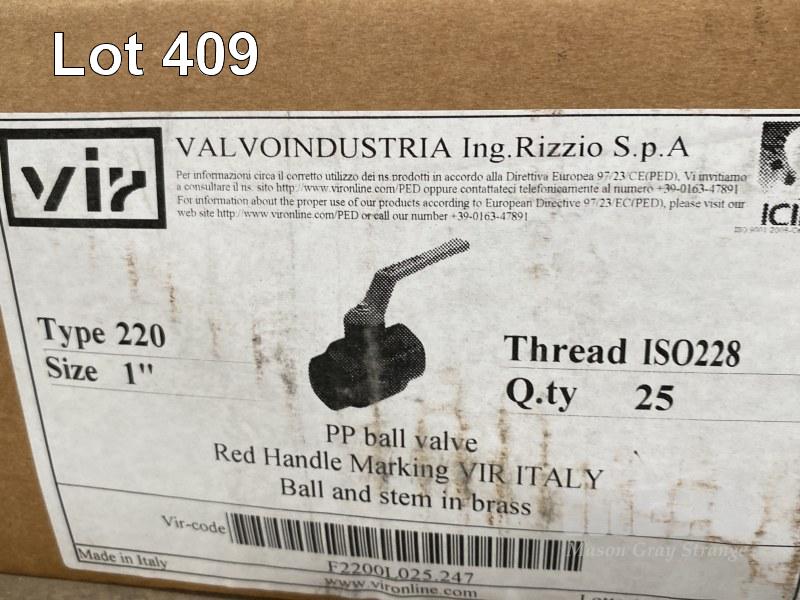 Lot 409
vir
VALVOINDUSTRIA Ing.Rizzio S.p.A
Per informazioni circa il corretto utilizzo dei ns.prodotti in accordo alla Direttiva Europea 97/23/CE(PED), Vi invitiamo
a consultare il ns. sito http://www.vironline.com/PED oppure contattateci telefonicamente al numero +39-0163-47891
For information about the proper use of our products according to European Directive 97/23/EC(PED), please visit our
web site http://www.vironline.com/PED or call our number +39-0163-47891
ICI
ISO 9001
Type 220
Size 1"
Thread ISO228
Q.ty 25
PP ball valve
Red Handle Marking VIR ITALY
Ball and stem in brass
Vir-code
F2200L025.247
Made in Italy
www.vironline.com
Mason Gray Strange